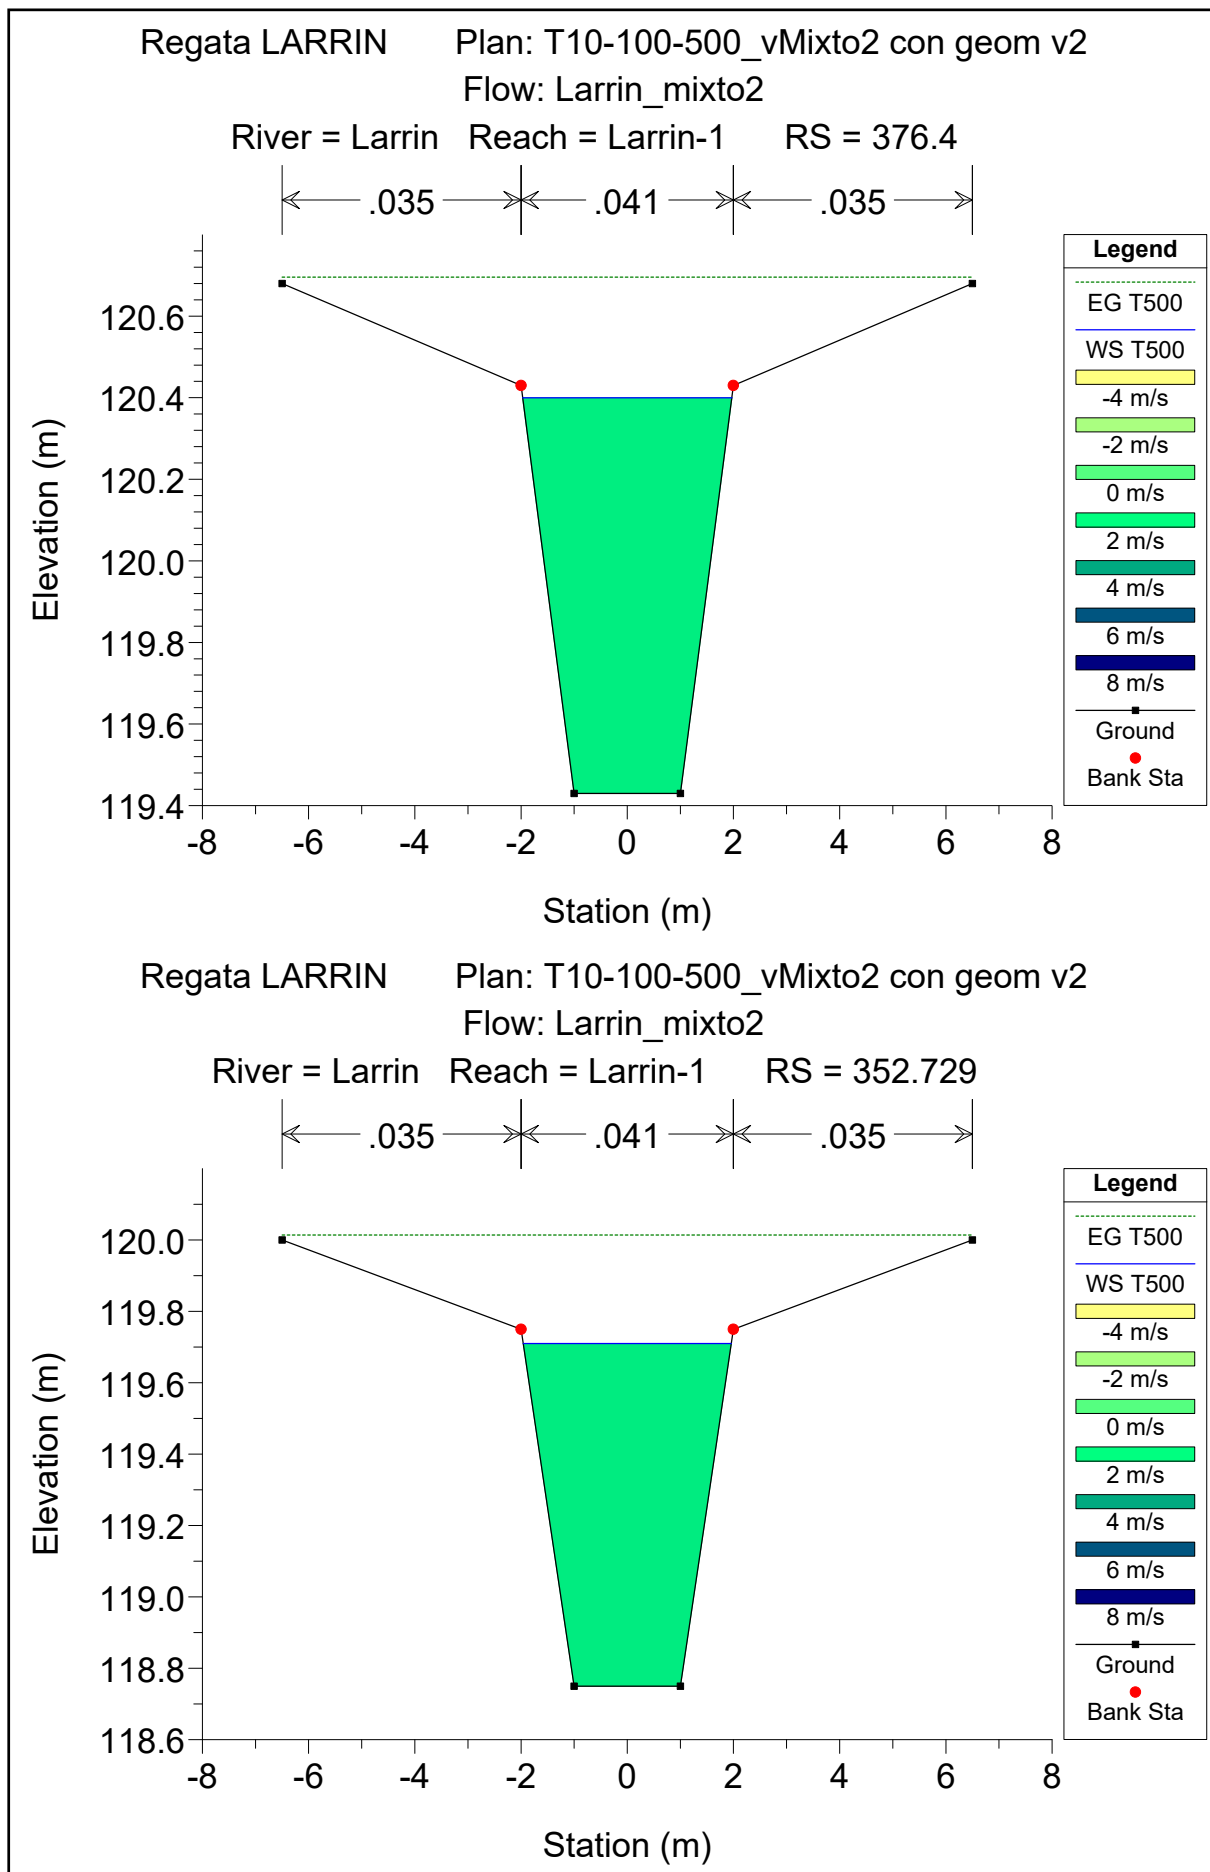 Regata LARRIN Plan: T10-100-500_vMixto2 con geom v2
Flow: Larrin_mixto2
River = Larrin Reach = Larrin-1 RS = 376.4
.035 .041 .035
Legend
EG T500
WS T500
-4 m/s
-2 m/s
0 m/s
2 m/s
4 m/s
6 m/s
8 m/s
Ground
Bank Sta
120.6
120.4
120.2
120.0
119.8
119.6
119.4
Elevation (m)
-8 -6 -4 -2 0 2 4 6 8
Station (m)
Regata LARRIN Plan: T10-100-500_vMixto2 con geom v2
Flow: Larrin_mixto2
River = Larrin Reach = Larrin-1 RS = 352.729
.035 .041 .035
Legend
EG T500
WS T500
-4 m/s
-2 m/s
0 m/s
2 m/s
4 m/s
6 m/s
8 m/s
Ground
Bank Sta
120.0
119.8
119.6
119.4
119.2
119.0
118.8
118.6
Elevation (m)
-8 -6 -4 -2 0 2 4 6 8
Station (m)